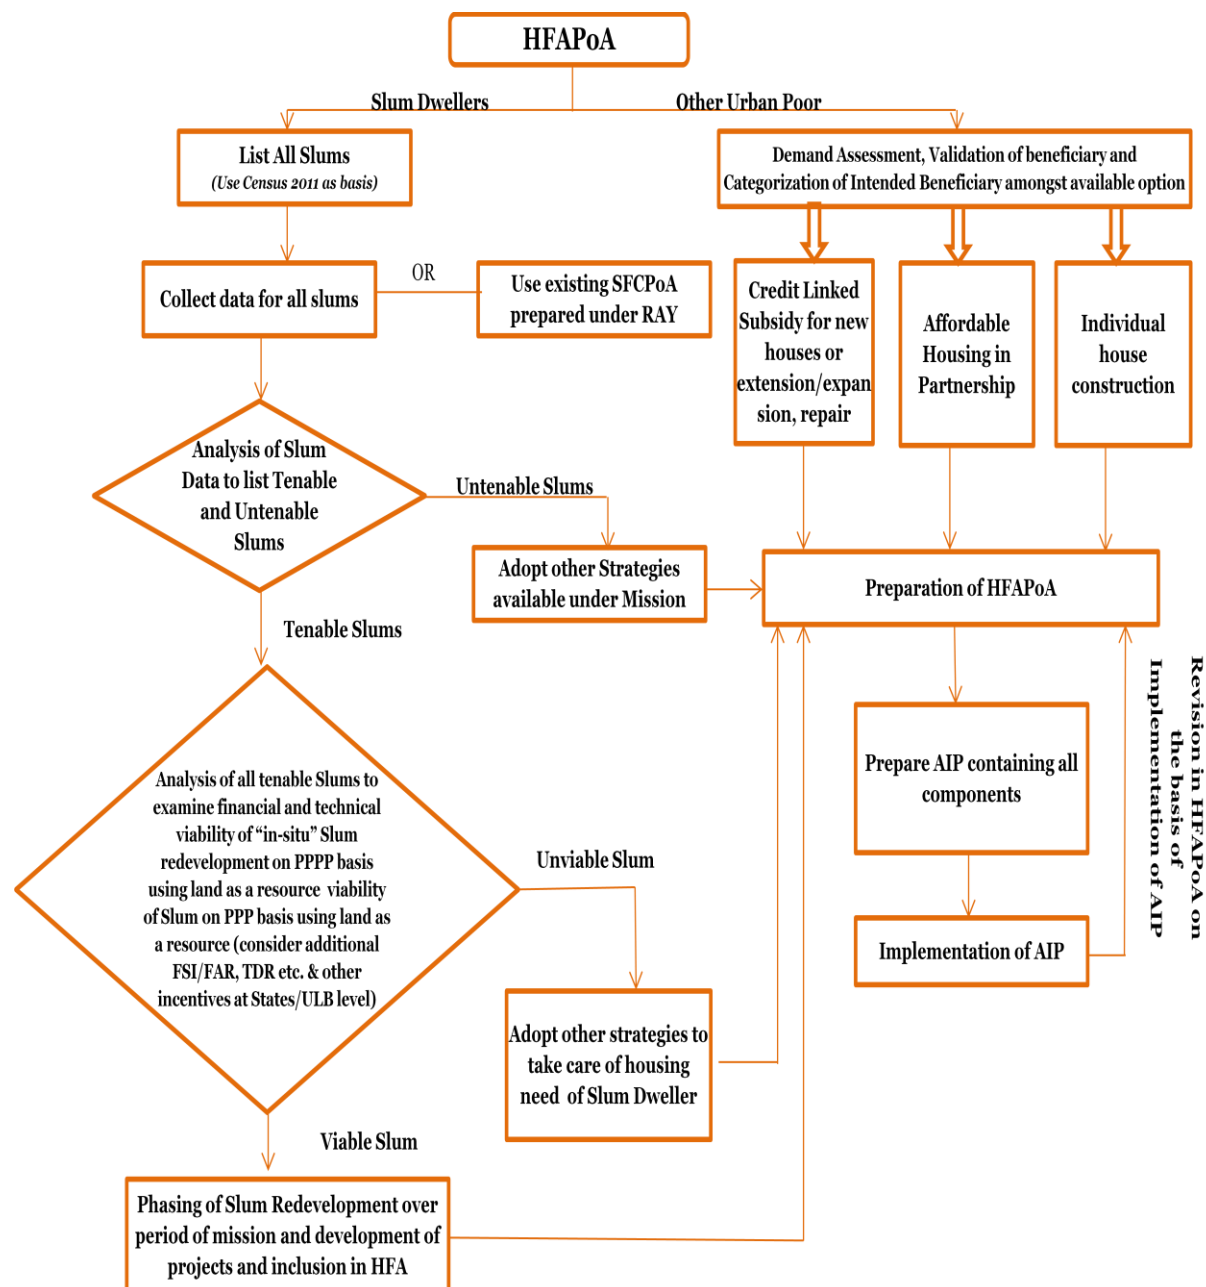 HFAPoA
Slum Dwellers
Other Urban Poor
List All Slums
(Use Census 2011 as basis)
Demand Assessment, Validation of beneficiary and
Categorization of Intended Beneficiary amongst available option
Collect data for all slums
OR
Use existing SFCPoA
prepared under RAY
Credit Linked
Subsidy for new
houses or
extension/expan
sion, repair
Affordable
Housing in
Partnership
Individual
house
construction
Analysis of Slum
Data to list Tenable
and Untenable
Slums
Untenable Slums
Adopt other Strategies
available under Mission
Preparation of HFAPoA
Tenable Slums
Analysis of all tenable Slums to
examine financial and technical
viability of “in-situ” Slum
redevelopment on PPPP basis
using land as a resource viability
of Slum on PPP basis using land as
a resource (consider additional
FSI/FAR, TDR etc. & other
incentives at States/ULB level)
Unviable Slum
Adopt other strategies to
take care of housing
need of Slum Dweller
Prepare AIP containing all
components
Implementation of AIP
Revision in HFAPoA on
the basis of
Implementation of AIP
Viable Slum
Phasing of Slum Redevelopment over
period of mission and development of
projects and inclusion in HFA